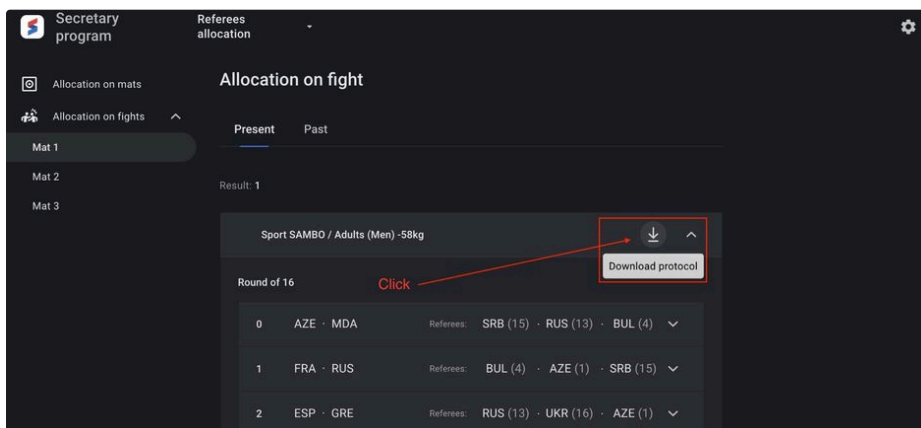 Secretary
program
Referees
allocation
Allocation on mats
Allocation on fights
Mat 1
Mat 2
Mat 3
Allocation on fight
Present Past
Result: 1
Sport SAMBO / Adults (Men) -58kg
Download protocol
Click
Round of 16
0 AZE · MDA Referees: SRB (15) · RUS (13) · BUL (4)
1 FRA · RUS Referees: BUL (4) · AZE (1) · SRB (15)
2 ESP · GRE Referees: RUS (13) · UKR (16) · AZE (1)